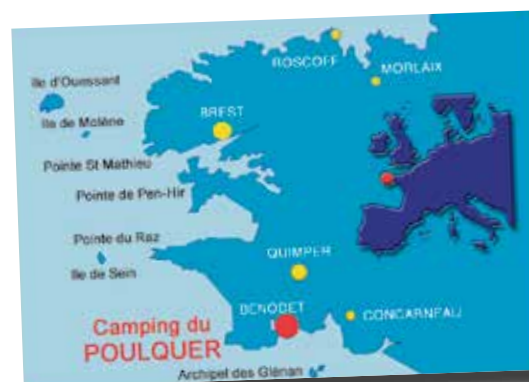 ROSCOFF
MORLAIX
Ile d'Ouessant
BREST
Ile de Molène
Pointe St Mathieu
Pointe de Pen-Hir
Pointe du Raz
QUIMPER
Ile de Sein
BENODET
CONCARNEAU
Camping du
POULQUER
Archipel des Glénan